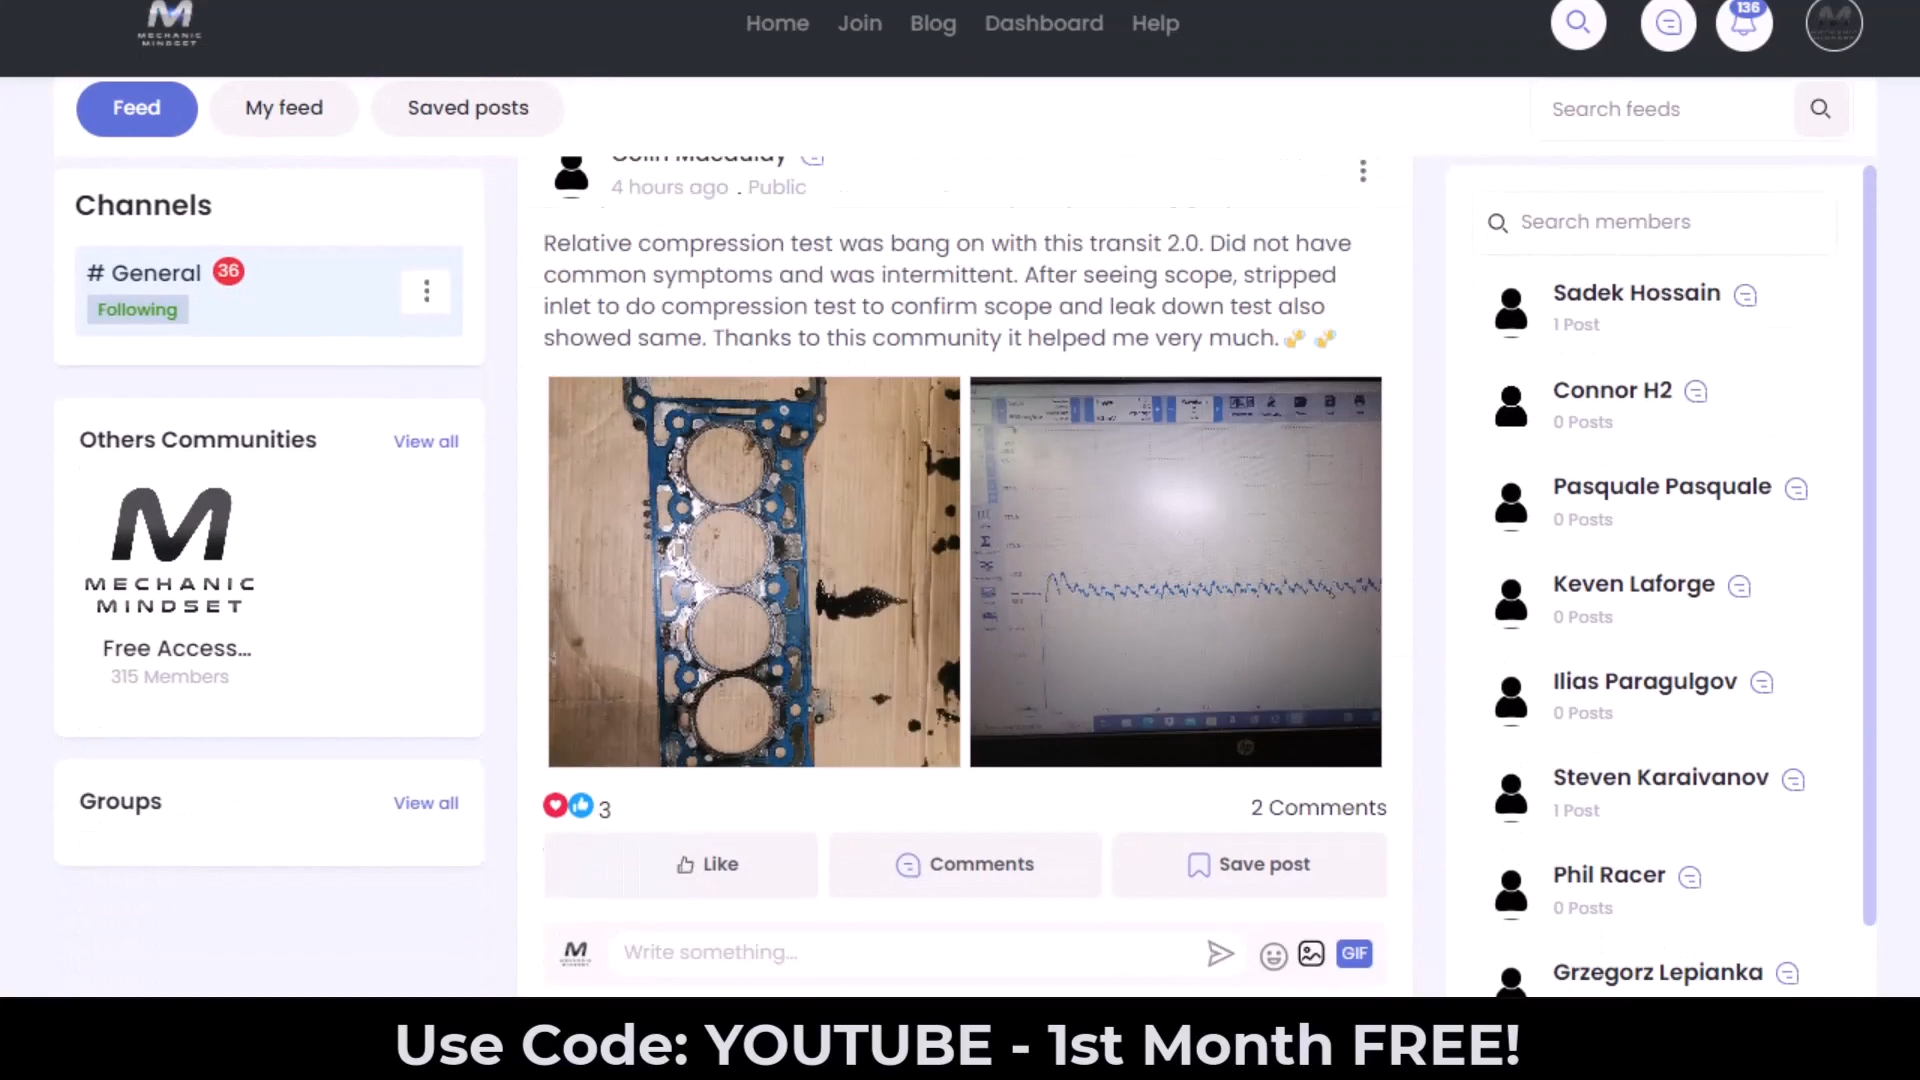 MECHANIC
MINDSET
Home
Join
Blog
Dashboard
Help
136
Feed
My feed
Saved posts
Search feeds
Channels
# General 36
Following
Others Communities
View all
MECHANIC
MINDSET
Free Access...
315 Members
Groups
View all
Colin Macaulay
4 hours ago . Public
Relative compression test was bang on with this transit 2.0. Did not have
common symptoms and was intermittent. After seeing scope, stripped
inlet to do compression test to confirm scope and leak down test also
showed same. Thanks to this community it helped me very much.
hp
3
2 Comments
Like
Comments
Save post
Write something...
GIF
Search members
Sadek Hossain
1 Post
Connor H2
0 Posts
Pasquale Pasquale
0 Posts
Keven Laforge
0 Posts
Ilias Paragulgov
0 Posts
Steven Karaivanov
1 Post
Phil Racer
0 Posts
Grzegorz Lepianka
Use Code: YOUTUBE - 1st Month FREE!